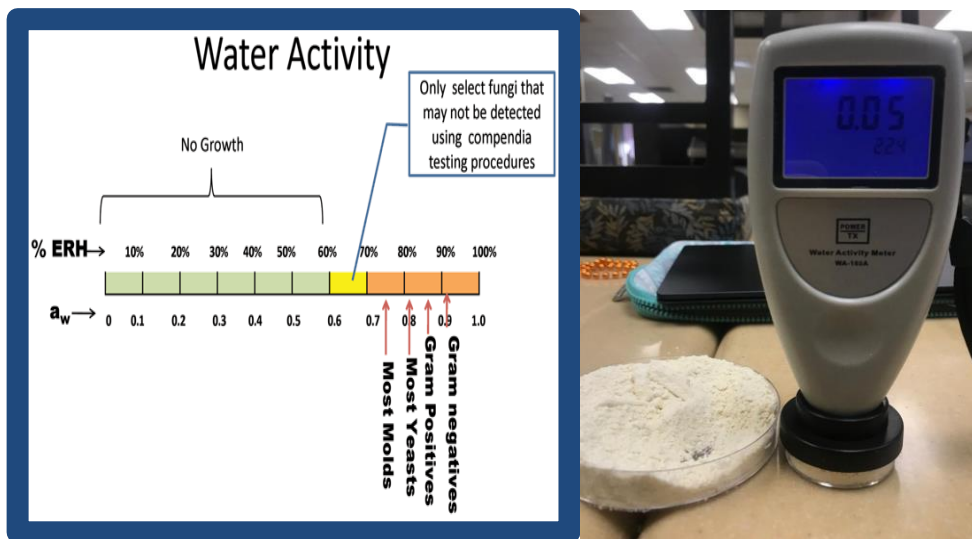 Water Activity
Only select fungi that
may not be detected
using compendia
testing procedures
No Growth
% ERH→ 10% 20% 30% 40% 50% 60% 70% 80% 90% 100%
aw→ 0 0.1 0.2 0.3 0.4 0.5 0.6 0.7 0.8 0.9 1.0
Most Molds
Most Yeasts
Gram Positives
Gram negatives
0.05
22.4
POWER
TX
Water Activity Meter